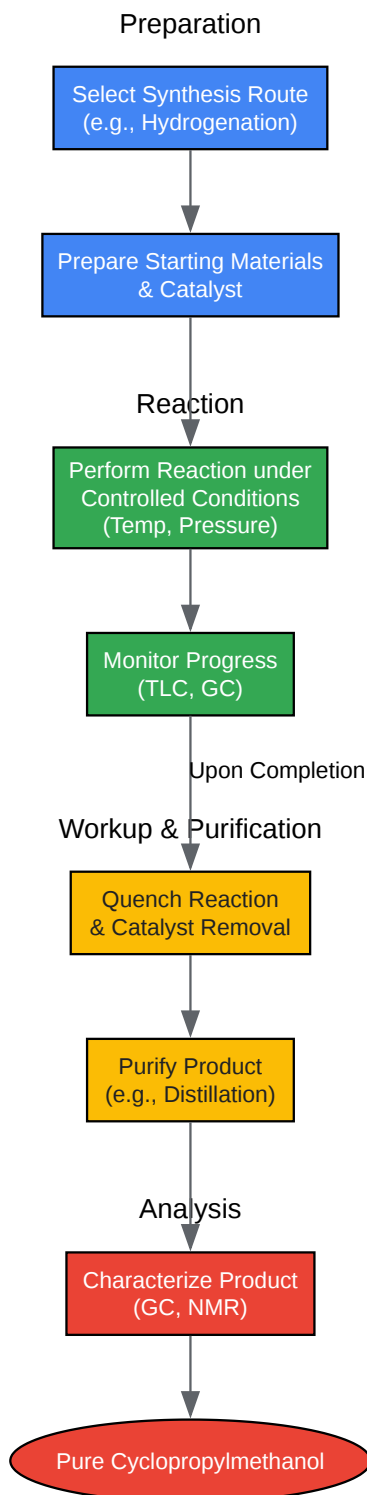 Preparation
Select Synthesis Route
(e.g., Hydrogenation)
Prepare Starting Materials
& Catalyst
Reaction
Perform Reaction under
Controlled Conditions
(Temp, Pressure)
Monitor Progress
(TLC, GC)
Upon Completion
Workup & Purification
Quench Reaction
& Catalyst Removal
Purify Product
(e.g., Distillation)
Analysis
Characterize Product
(GC, NMR)
Pure Cyclopropylmethanol